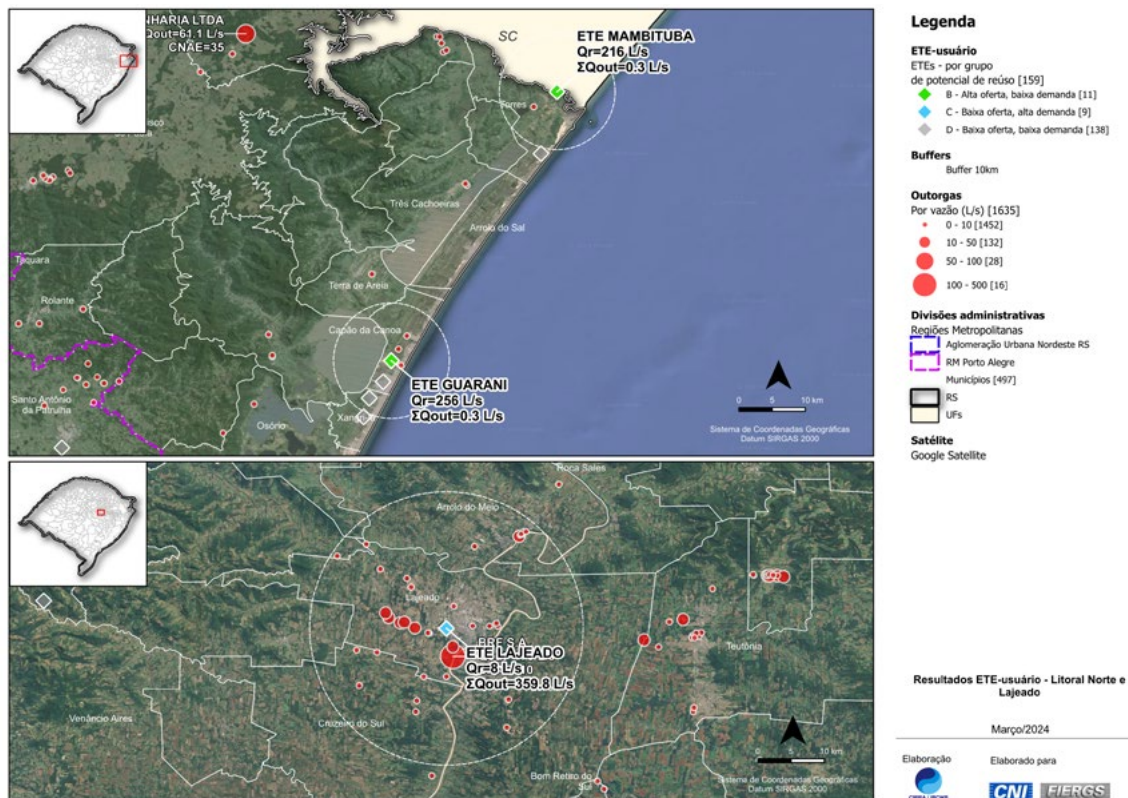 NHARIA LTDA
Qout=61.1 L/s
CNAE=35
SC
ETE MAMBITUBA
Qr=216 L/s
ΣQout=0.3 L/s
Torres
Três Cachoeiras
Arroio do Sal
Taquara
Rolante
Terra de Areia
Capão da Canoa
ETE GUARANI
Qr=256 L/s
ΣQout=0.3 L/s
Santo Antônio
da Patrulha
Osório
0 5 10 km
Sistema de Coordenadas Geográficas
Datum SIRGAS 2000
Roca Sales
Arroio do Meio
Lajeado
BRF S.A
ETE LAJEADO
Qr=8 L/s
ΣQout=359.8 L/s
Teutônia
Venâncio Aires
Cruzeiro do Sul
Bom Retiro do
Sul
0 5 10 km
Sistema de Coordenadas Geográficas
Datum SIRGAS 2000
Legenda
ETE-usuário
ETEs - por grupo
de potencial de reúso [159]
B - Alta oferta, baixa demanda [11]
C - Baixa oferta, alta demanda [9]
D - Baixa oferta, baixa demanda [138]
Buffers
Buffer 10km
Outorgas
Por vazão (L/s) [1635]
0 - 10 [1452]
10 - 50 [132]
50 - 100 [28]
100 - 500 [16]
Divisões administrativas
Regiões Metropolitanas
Aglomeração Urbana Nordeste RS
RM Porto Alegre
Municípios [497]
RS
UFs
Satélite
Google Satellite
Resultados ETE-usuário - Litoral Norte e
Lajeado
Março/2024
Elaboração
Elaborado para
CNI
FIERGS